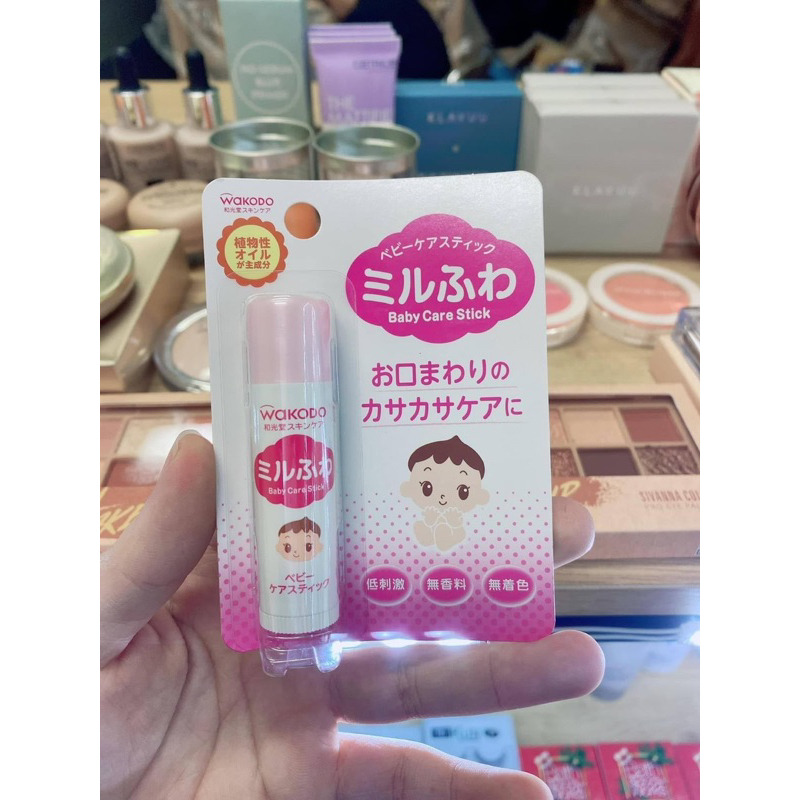 WAKODO
和光堂スキンケア
植物性
オイル
が主成分
ベビーケアスティック
ミルふわ
Baby Care Stick
お口まわりの
カサカサケアに
WAKODO
和光堂スキンケア
ミルふわ
Baby Care Stick
ベビー
ケアスティック
低刺激
無香料
無着色
THE
KLAVUU
KLAVUU
SIVANNA